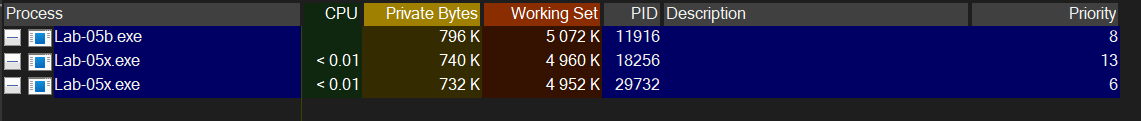 Process CPU Private Bytes Working Set PID Description Priority
Lab-05b.exe 796 K 5 072 K 11916 8
Lab-05x.exe < 0.01 740 K 4 960 K 18256 13
Lab-05x.exe < 0.01 732 K 4 952 K 29732 6